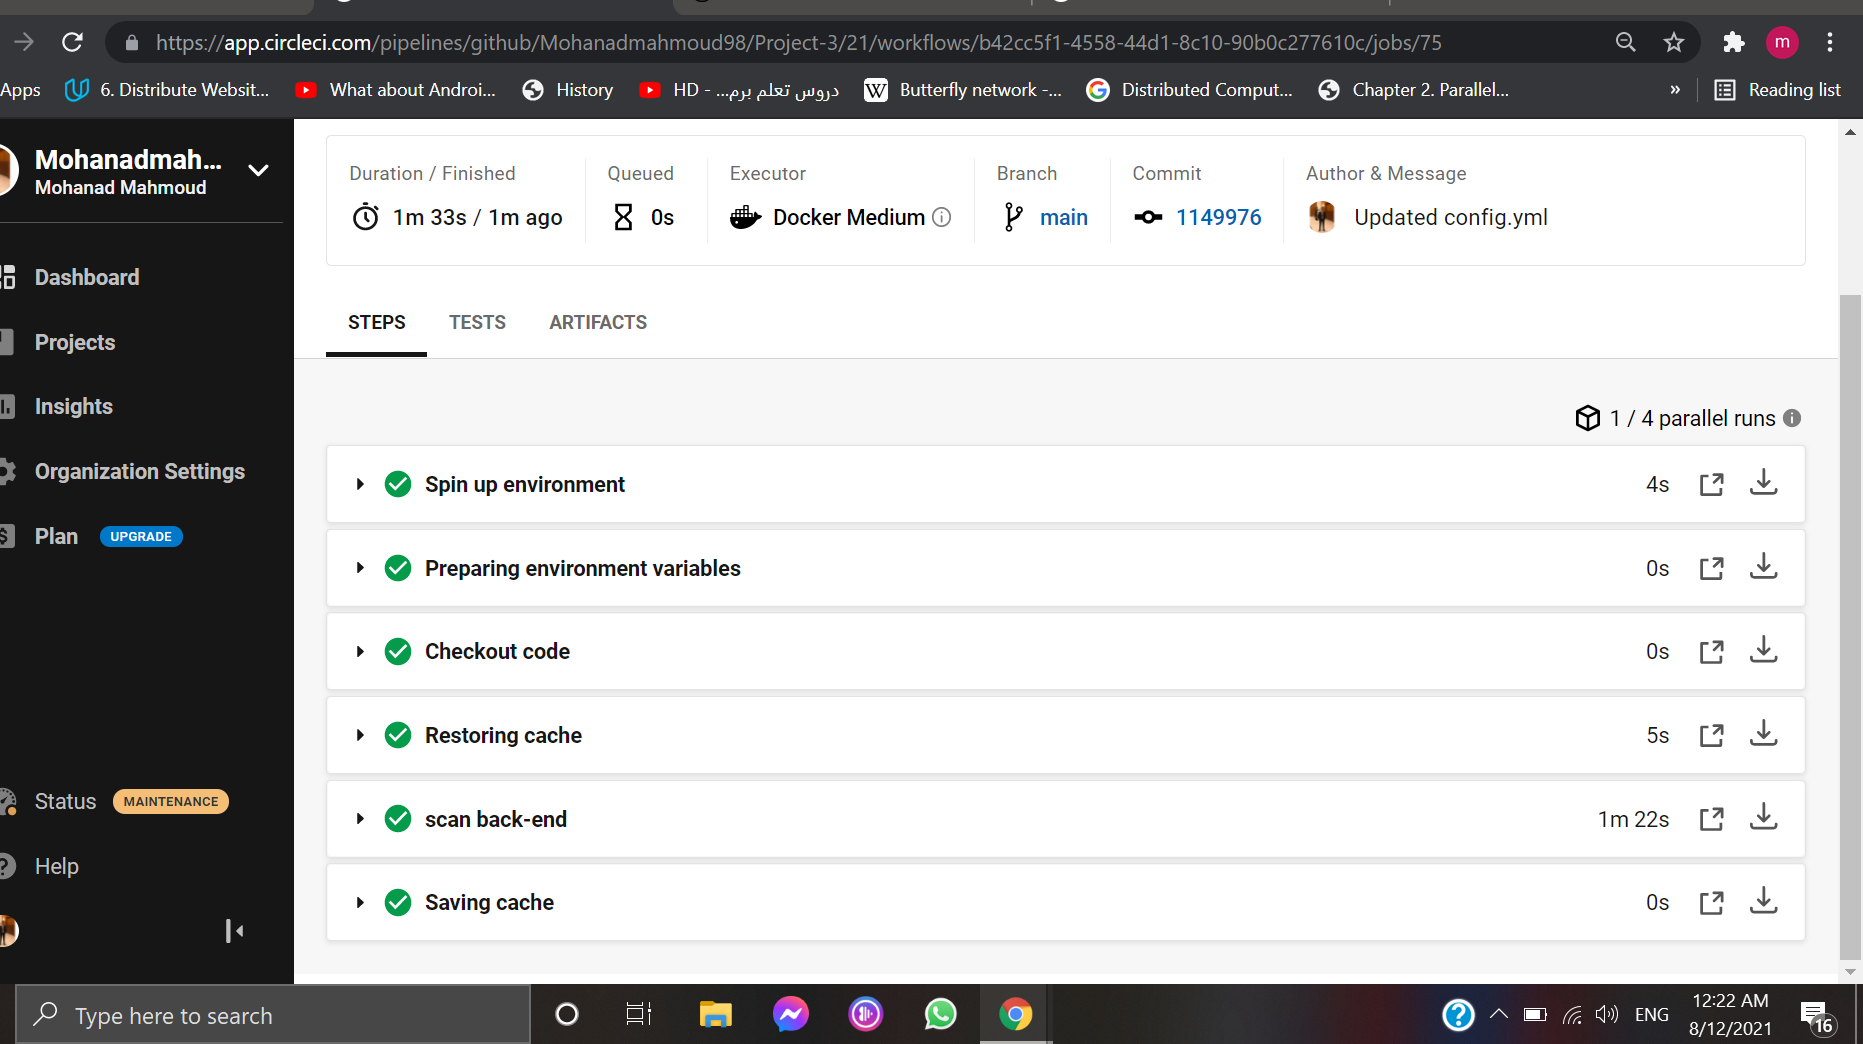 https://app.circleci.com/pipelines/github/Mohanadmahmoud98/Project-3/21/workflows/b42cc5f1-4558-44d1-8c10-90b0c277610c/jobs/75
m
Apps
6. Distribute Websit...
What about Androi...
History
HD - ...دروس تعلم برم
W
Butterfly network -...
Distributed Comput...
Chapter 2. Parallel...
»
Reading list
Mohanadmah...
Mohanad Mahmoud
Dashboard
Projects
Insights
Organization Settings
Plan
UPGRADE
Status
MAINTENANCE
Help
Duration / Finished
1m 33s / 1m ago
Queued
0s
Executor
Docker Medium
Branch
main
Commit
1149976
Author & Message
Updated config.yml
STEPS
TESTS
ARTIFACTS
1 / 4 parallel runs
Spin up environment
4s
Preparing environment variables
0s
Checkout code
0s
Restoring cache
5s
scan back-end
1m 22s
Saving cache
0s
Type here to search
ENG
12:22 AM
8/12/2021
16